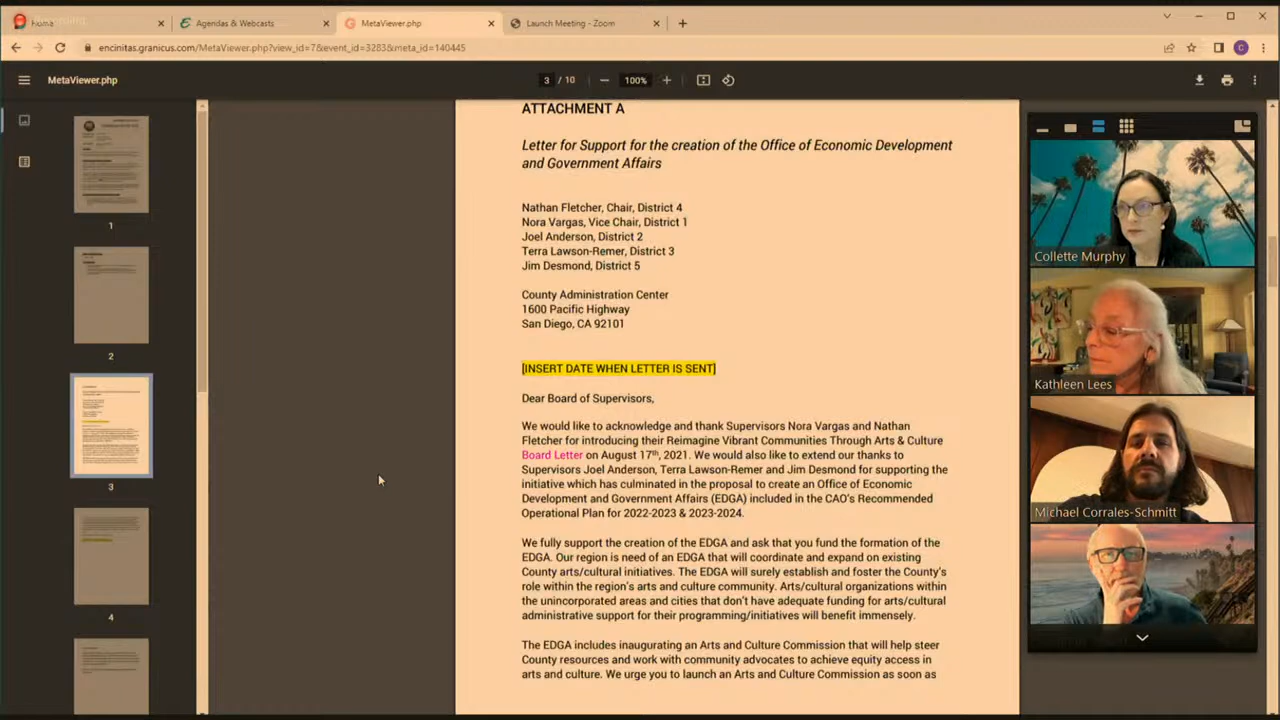 Home
Agendas & Webcasts
MetaViewer.php
Launch Meeting - Zoom
encinitas.granicus.com/MetaViewer.php?view_id=7&event_id=3283&meta_id=140445
C
MetaViewer.php
3 / 10
100%
1
2
3
4
ATTACHMENT A
Letter for Support for the creation of the Office of Economic Development
and Government Affairs
Nathan Fletcher, Chair, District 4
Nora Vargas, Vice Chair, District 1
Joel Anderson, District 2
Terra Lawson-Remer, District 3
Jim Desmond, District 5
County Administration Center
1600 Pacific Highway
San Diego, CA 92101
[INSERT DATE WHEN LETTER IS SENT]
Dear Board of Supervisors,
We would like to acknowledge and thank Supervisors Nora Vargas and Nathan
Fletcher for introducing their Reimagine Vibrant Communities Through Arts & Culture
Board Letter on August 17th, 2021. We would also like to extend our thanks to
Supervisors Joel Anderson, Terra Lawson-Remer and Jim Desmond for supporting the
initiative which has culminated in the proposal to create an Office of Economic
Development and Government Affairs (EDGA) included in the CAO's Recommended
Operational Plan for 2022-2023 & 2023-2024.
We fully support the creation of the EDGA and ask that you fund the formation of the
EDGA. Our region is need of an EDGA that will coordinate and expand on existing
County arts/cultural initiatives. The EDGA will surely establish and foster the County's
role within the region's arts and culture community. Arts/cultural organizations within
the unincorporated areas and cities that don't have adequate funding for arts/cultural
administrative support for their programming/initiatives will benefit immensely.
The EDGA includes inaugurating an Arts and Culture Commission that will help steer
County resources and work with community advocates to achieve equity access in
arts and culture. We urge you to launch an Arts and Culture Commission as soon as
Collette Murphy
Kathleen Lees
Michael Corrales-Schmitt